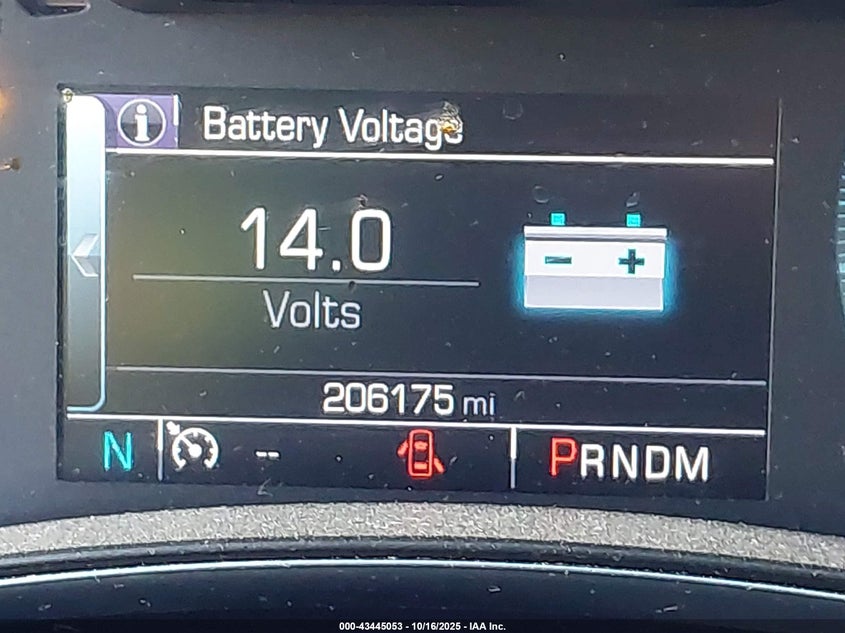 i Battery Voltage
14.0
Volts
206175 mi
N -- PRNDM
000-43445053 - 10/16/2025 - IAA Inc.